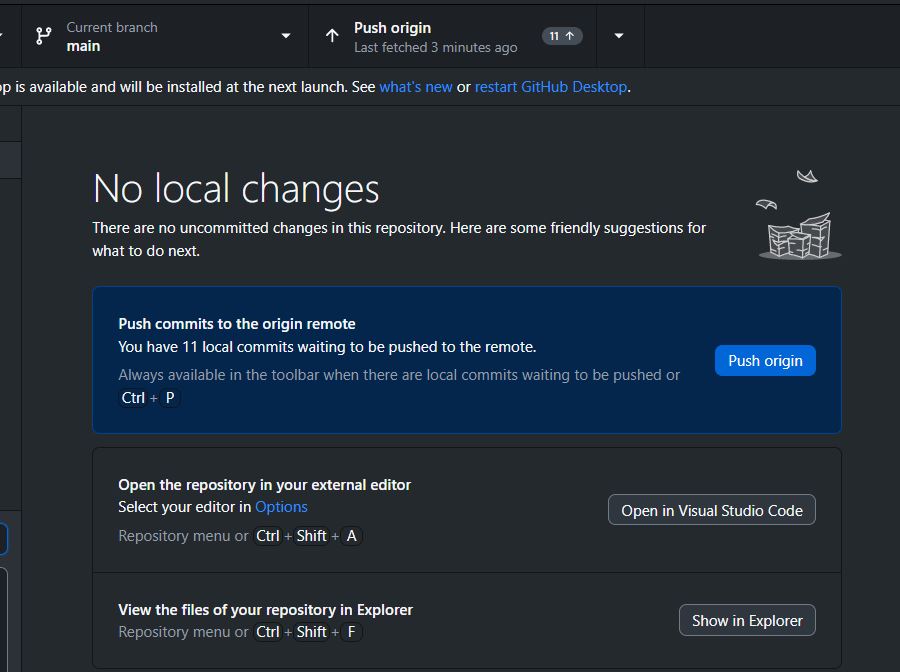 Current branch
main
Push origin
Last fetched 3 minutes ago
11
op is available and will be installed at the next launch. See what's new or restart GitHub Desktop.
No local changes
There are no uncommitted changes in this repository. Here are some friendly suggestions for
what to do next.
Push commits to the origin remote
You have 11 local commits waiting to be pushed to the remote.
Always available in the toolbar when there are local commits waiting to be pushed or
Ctrl + P
Push origin
Open the repository in your external editor
Select your editor in Options
Repository menu or Ctrl + Shift + A
Open in Visual Studio Code
View the files of your repository in Explorer
Repository menu or Ctrl + Shift + F
Show in Explorer